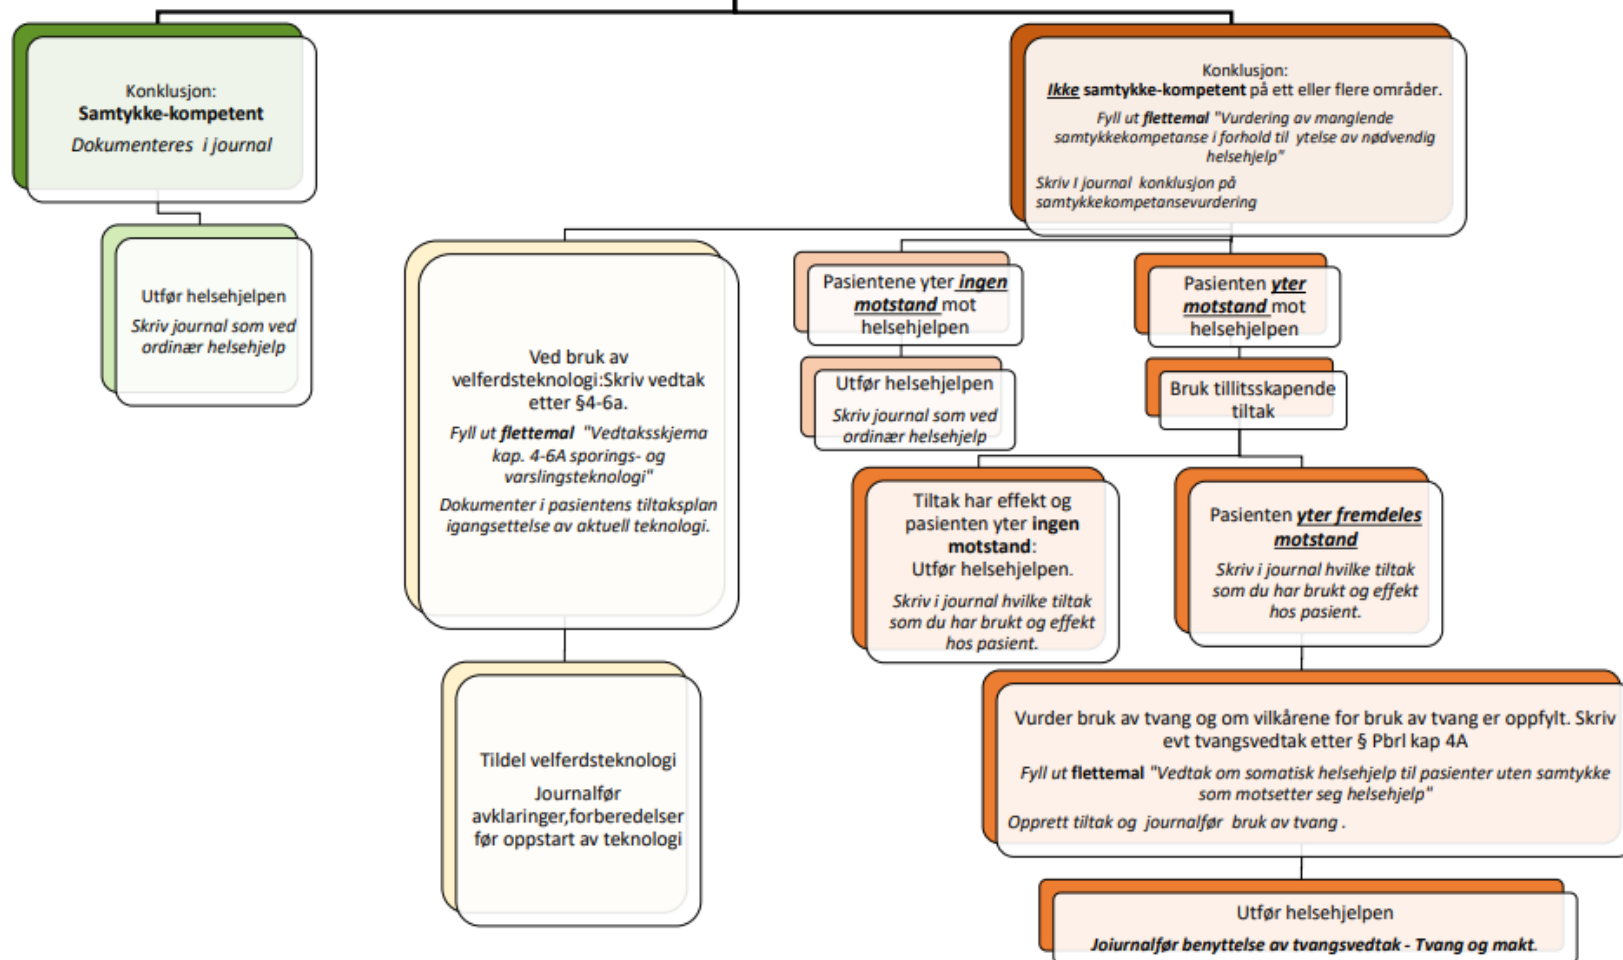 Konklusjon:
Samtykke-kompetent
Dokumenteres i journal
Utfør helsehjelpen
Skriv journal som ved
ordinær helsehjelp
Konklusjon:
Ikke samtykke-kompetent på ett eller flere områder.
Fyll ut flettemal "Vurdering av manglende
samtykkekompetanse i forhold til ytelse av nødvendig
helsehjelp"
Skriv I journal konklusjon på
samtykkekompetansevurdering
Ved bruk av
velferdsteknologi:Skriv vedtak
etter §4-6a.
Fyll ut flettemal "Vedtaksskjema
kap. 4-6A sporings- og
varslingsteknologi"
Dokumenter i pasientens tiltaksplan
igangsettelse av aktuell teknologi.
Tildel velferdsteknologi
Journalfør
avklaringer,forberedelser
før oppstart av teknologi
Pasientene yter ingen
motstand mot
helsehjelpen
Utfør helsehjelpen
Skriv journal som ved
ordinær helsehjelp
Pasienten yter
motstand mot
helsehjelpen
Bruk tillitsskapende
tiltak
Tiltak har effekt og
pasienten yter ingen
motstand:
Utfør helsehjelpen.
Skriv i journal hvilke tiltak
som du har brukt og effekt
hos pasient.
Pasienten yter fremdeles
motstand
Skriv i journal hvilke tiltak
som du har brukt og effekt
hos pasient.
Vurder bruk av tvang og om vilkårene for bruk av tvang er oppfylt. Skriv
evt tvangsvedtak etter § Pbrl kap 4A
Fyll ut flettemal "Vedtak om somatisk helsehjelp til pasienter uten samtykke
som motsetter seg helsehjelp"
Opprett tiltak og journalfør bruk av tvang .
Utfør helsehjelpen
Joiurnalfør benyttelse av tvangsvedtak - Tvang og makt.